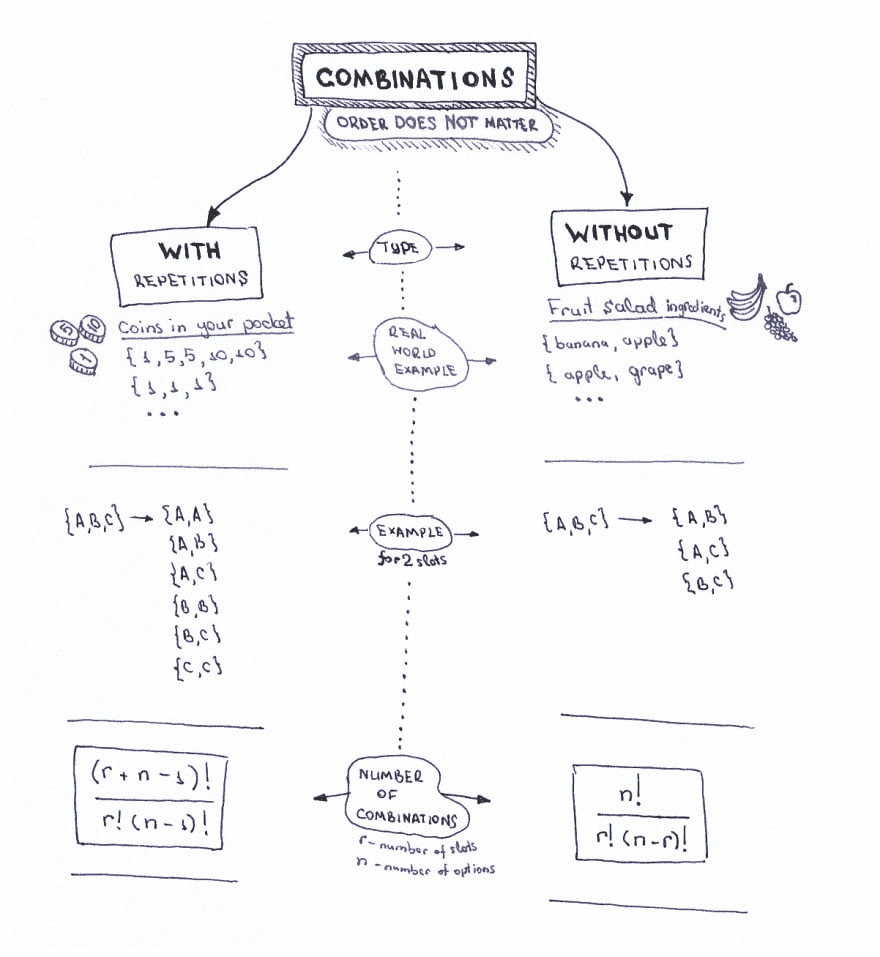 COMBINATIONS
ORDER DOES NOT MATTER
WITH
REPETITIONS
TYPE
WITHOUT
REPETITIONS
Coins in your pocket
5 10 1
{1,5,5,10,10}
{1,1,1}
...
REAL
WORLD
EXAMPLE
Fruit salad ingredients
{banana, apple}
{apple, grape}
...
{A,B,C} → {A,A}
{A,B}
{A,C}
{B,B}
{B,C}
{C,C}
EXAMPLE
for 2 slots
{A,B,C} → {A,B}
{A,C}
{B,C}
(r + n - 1)!
r! (n - 1)!
NUMBER
OF
COMBINATIONS
r - number of slots
n - number of options
n!
r! (n-r)!